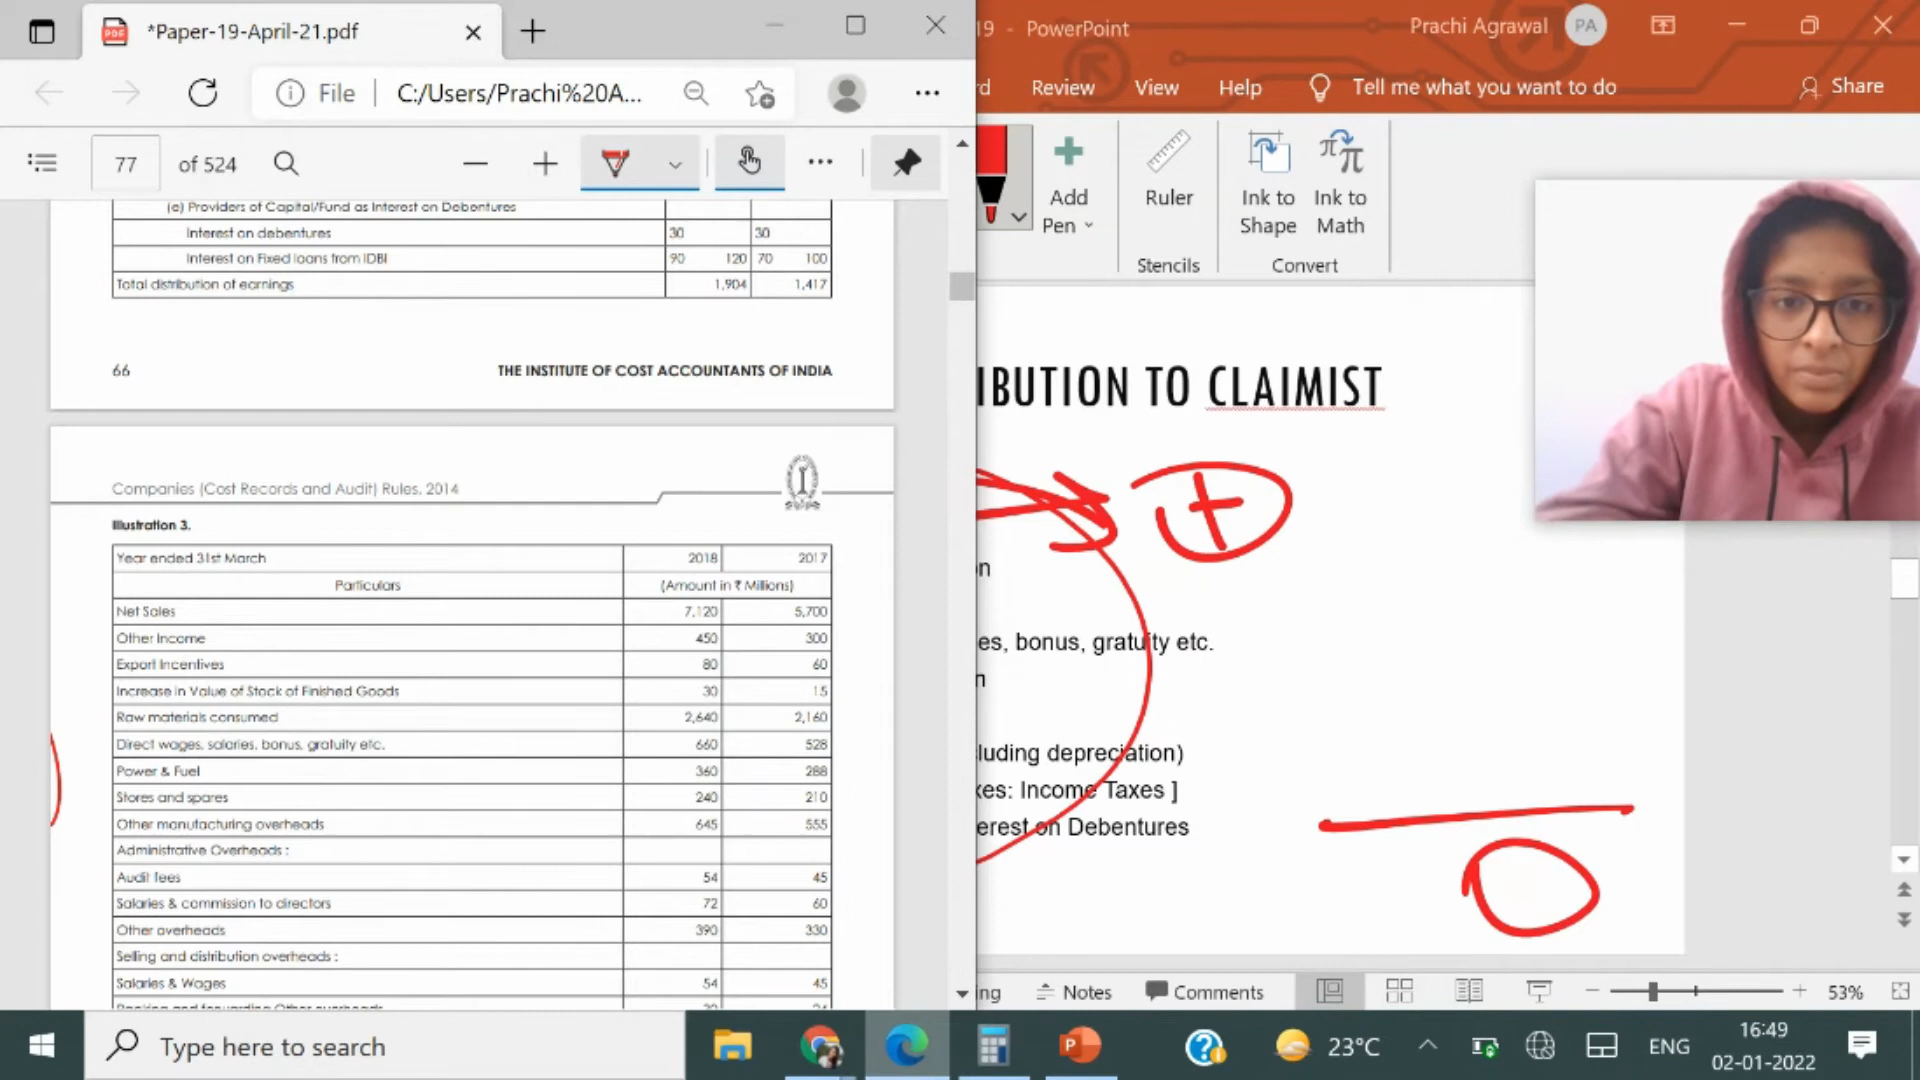 *Paper-19-April-21.pdf
File
C:/Users/Prachi%20A...
77
of 524
(e) Providers of Capital/Fund as Interest on Debentures
Interest on debentures 30 30
Interest on Fixed loans from IDBI 90 120 70 100
Total distribution of earnings 1,904 1,417
66 THE INSTITUTE OF COST ACCOUNTANTS OF INDIA
Companies (Cost Records and Audit) Rules, 2014
Illustration 3.
Year ended 31st March 2018 2017
Particulars (Amount in ₹ Millions)
Net Sales 7,120 5,700
Other Income 450 300
Export Incentives 80 60
Increase in Value of Stock of Finished Goods 30 15
Raw materials consumed 2,640 2,160
Direct wages, salaries, bonus, gratuity etc. 660 528
Power & Fuel 360 288
Stores and spares 240 210
Other manufacturing overheads 645 555
Administrative Overheads :
Audit fees 54 45
Salaries & commission to directors 72 60
Other overheads 390 330
Selling and distribution overheads :
Salaries & Wages 54 45
19 - PowerPoint
Prachi Agrawal PA
rd Review View Help Tell me what you want to do Share
Add Pen
Ruler
Ink to Shape
Ink to Math
Stencils
Convert
IBUTION TO CLAIMIST
+
on
es, bonus, gratuity etc.
n
luding depreciation)
xes: Income Taxes ]
erest on Debentures
ing Notes Comments 53%
Type here to search
23°C
ENG
16:49
02-01-2022